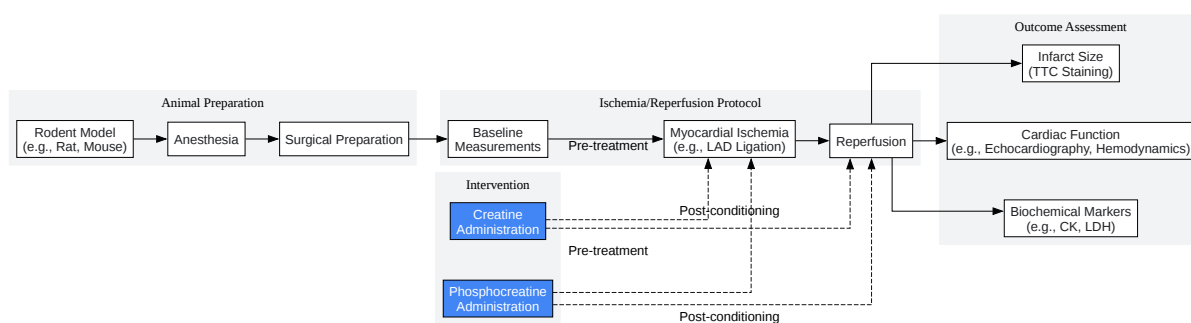 Outcome Assessment
Infarct Size
(TTC Staining)
Animal Preparation
Ischemia/Reperfusion Protocol
Rodent Model
(e.g., Rat, Mouse)
Anesthesia
Surgical Preparation
Baseline
Measurements
Pre-treatment
Myocardial Ischemia
(e.g., LAD Ligation)
Reperfusion
Cardiac Function
(e.g., Echocardiography, Hemodynamics)
Intervention
Creatine
Administration
Post-conditioning
Biochemical Markers
(e.g., CK, LDH)
Pre-treatment
Phosphocreatine
Administration
Post-conditioning